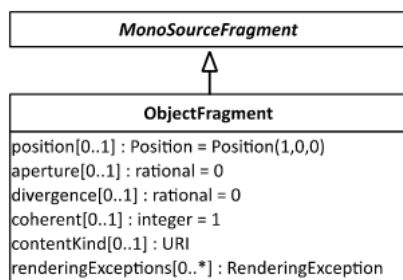 MonoSourceFragment
ObjectFragment
position[0..1] : Position = Position(1,0,0)
aperture[0..1] : rational = 0
divergence[0..1] : rational = 0
coherent[0..1] : integer = 1
contentKind[0..1] : URI
renderingExceptions[0..*] : RenderingException